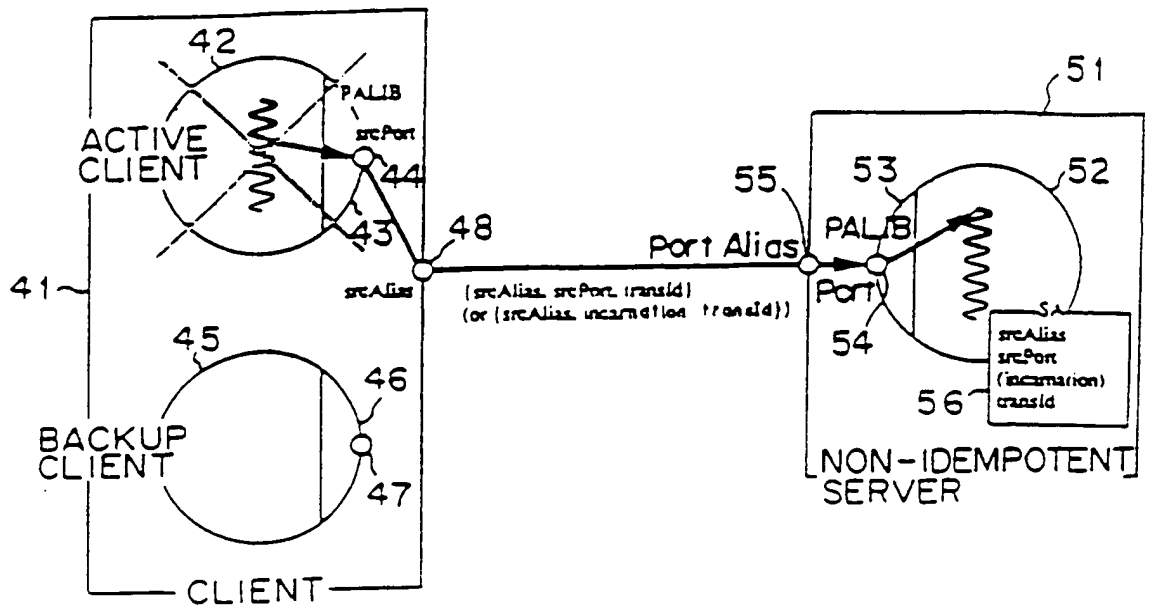 42
PALIB
srcPort
ACTIVE
CLIENT
44
43
48
srcAlias
41
45
46
BACKUP
CLIENT
47
CLIENT
Port Alias
(srcAlias, srcPort, transId)
(or (srcAlias, incarnation, transId))
51
55
53
52
PALIB
Port
54
srcAlias
srcPort
(incarnation)
transId
56
NON-IDEMPOTENT
SERVER